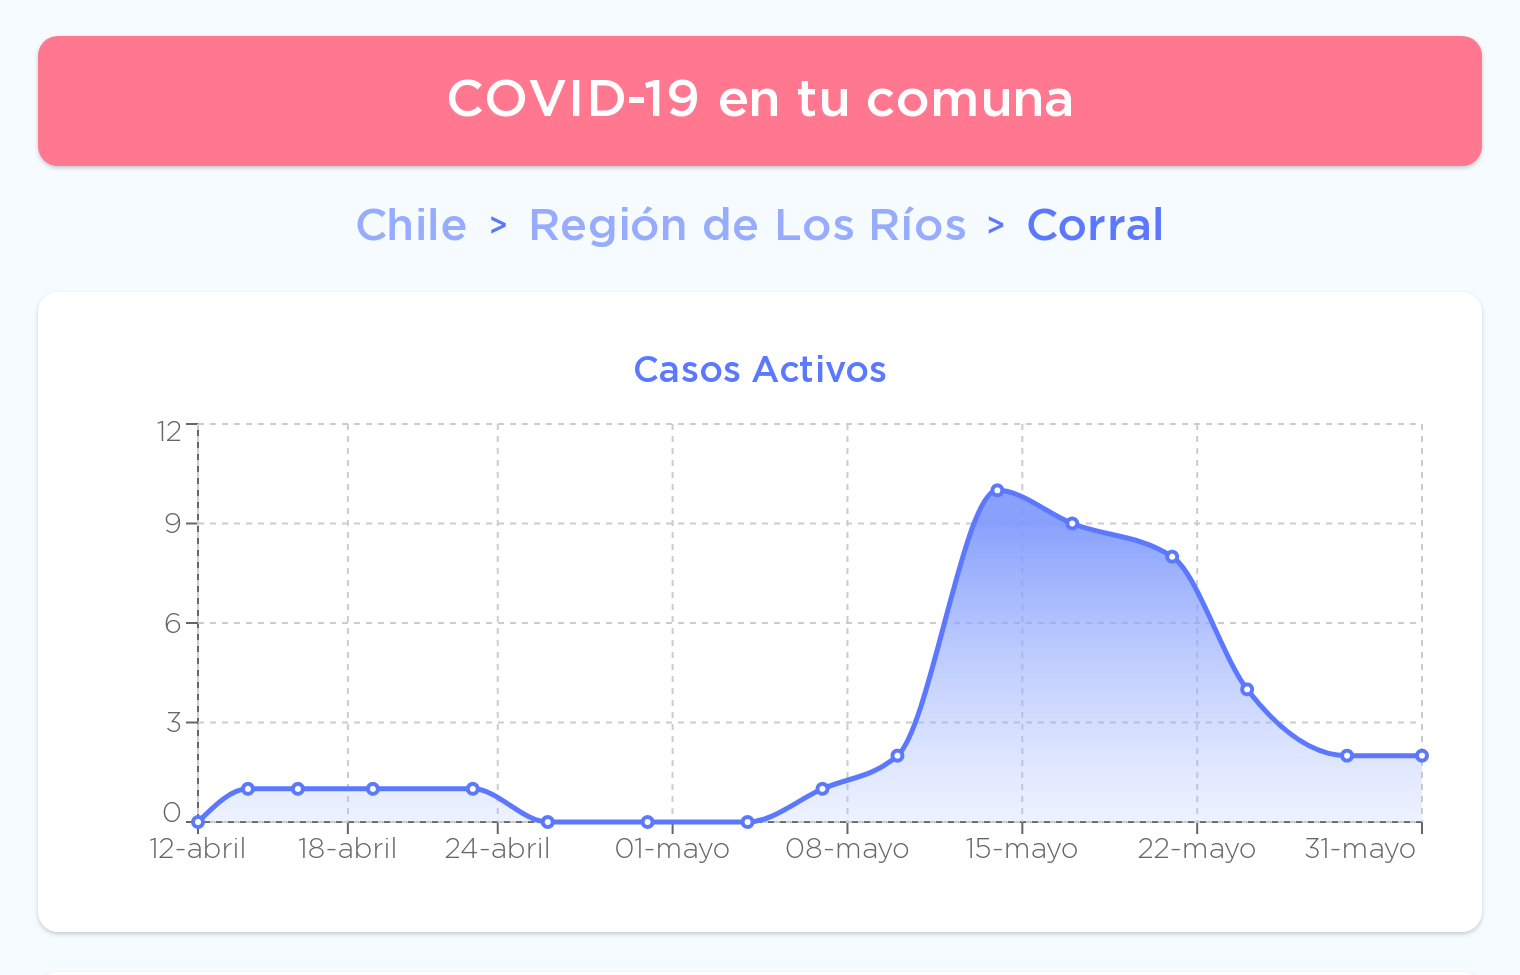 COVID-19 en tu comuna
Chile > Región de Los Ríos > Corral
Casos Activos
12
9
6
3
0
12-abril 18-abril 24-abril 01-mayo 08-mayo 15-mayo 22-mayo 31-mayo